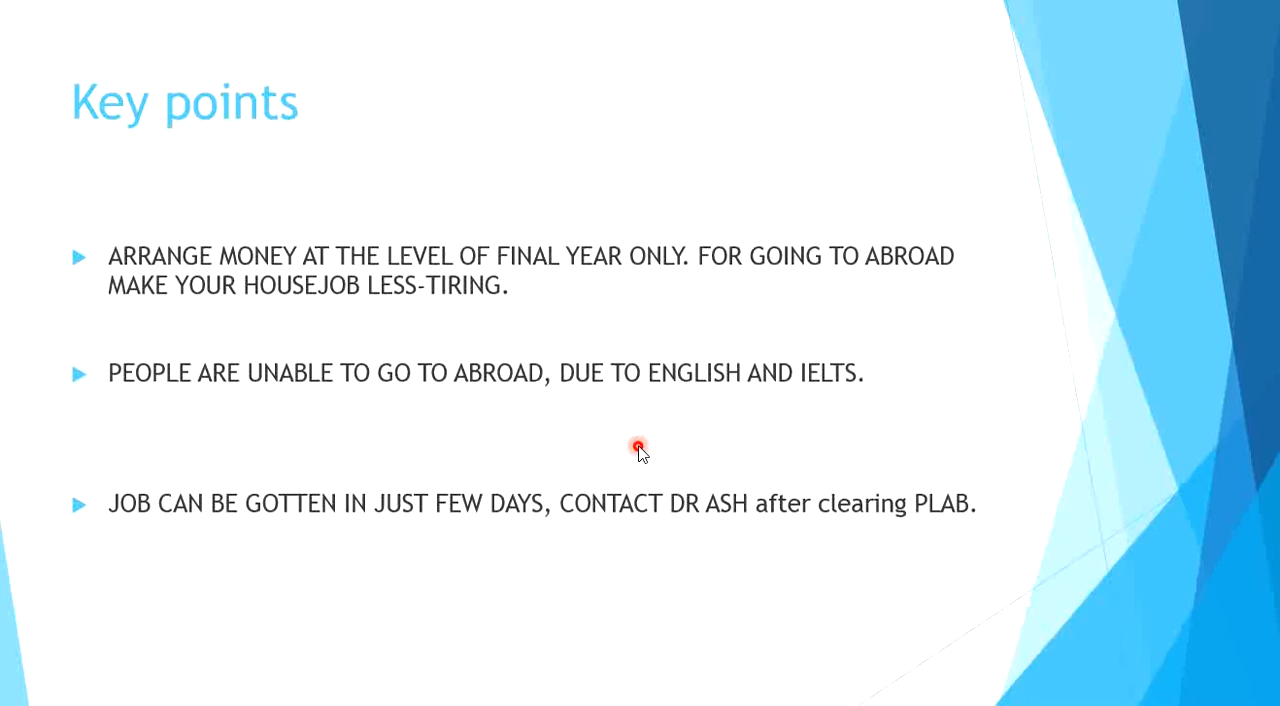 Key points
ARRANGE MONEY AT THE LEVEL OF FINAL YEAR ONLY. FOR GOING TO ABROAD
MAKE YOUR HOUSEJOB LESS-TIRING.
PEOPLE ARE UNABLE TO GO TO ABROAD, DUE TO ENGLISH AND IELTS.
JOB CAN BE GOTTEN IN JUST FEW DAYS, CONTACT DR ASH after clearing PLAB.